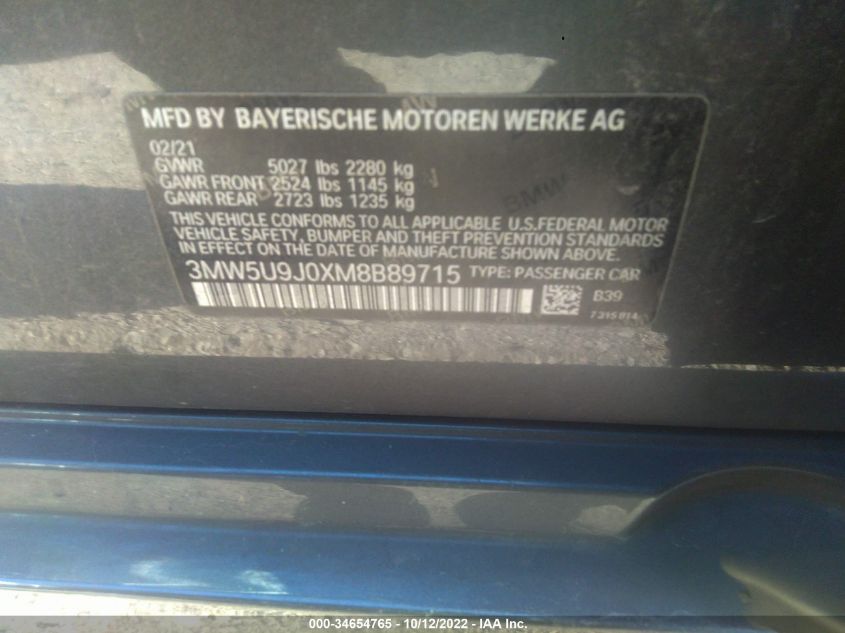 MFD BY BAYERISCHE MOTOREN WERKE AG
02/21
GVWR 5027 lbs 2280 kg
GAWR FRONT 2524 lbs 1145 kg
GAWR REAR 2723 lbs 1235 kg
THIS VEHICLE CONFORMS TO ALL APPLICABLE U.S.FEDERAL MOTOR
VEHICLE SAFETY, BUMPER AND THEFT PREVENTION STANDARDS
IN EFFECT ON THE DATE OF MANUFACTURE SHOWN ABOVE.
3MW5U9J0XM8B89715 TYPE: PASSENGER CAR
B39
7 315 814
000-34654765 - 10/12/2022 - IAA Inc.